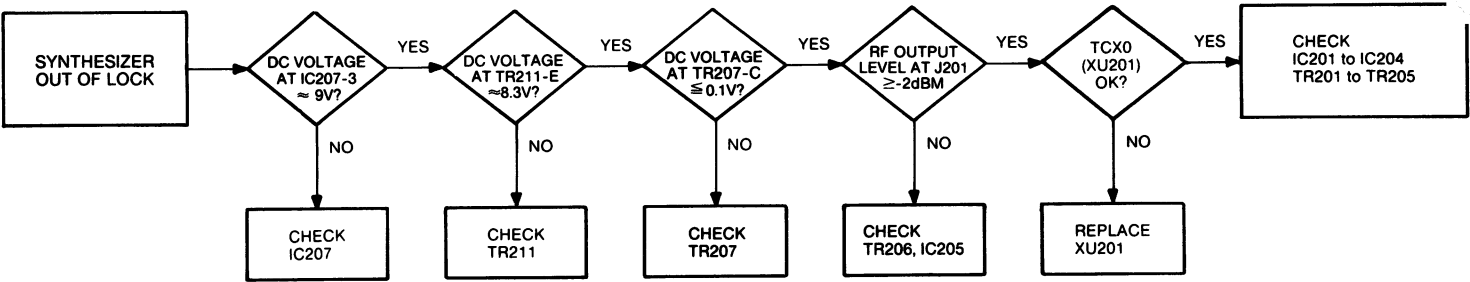 SYNTHESIZER
OUT OF LOCK
DC VOLTAGE
AT IC207-3
≈ 9V?
YES
NO
CHECK
IC207
DC VOLTAGE
AT TR211-E
≈8.3V?
YES
NO
CHECK
TR211
DC VOLTAGE
AT TR207-C
≦ 0.1V?
YES
NO
CHECK
TR207
RF OUTPUT
LEVEL AT J201
≥-2dBM
YES
NO
CHECK
TR206, IC205
TCX0
(XU201)
OK?
YES
NO
REPLACE
XU201
CHECK
IC201 to IC204
TR201 to TR205